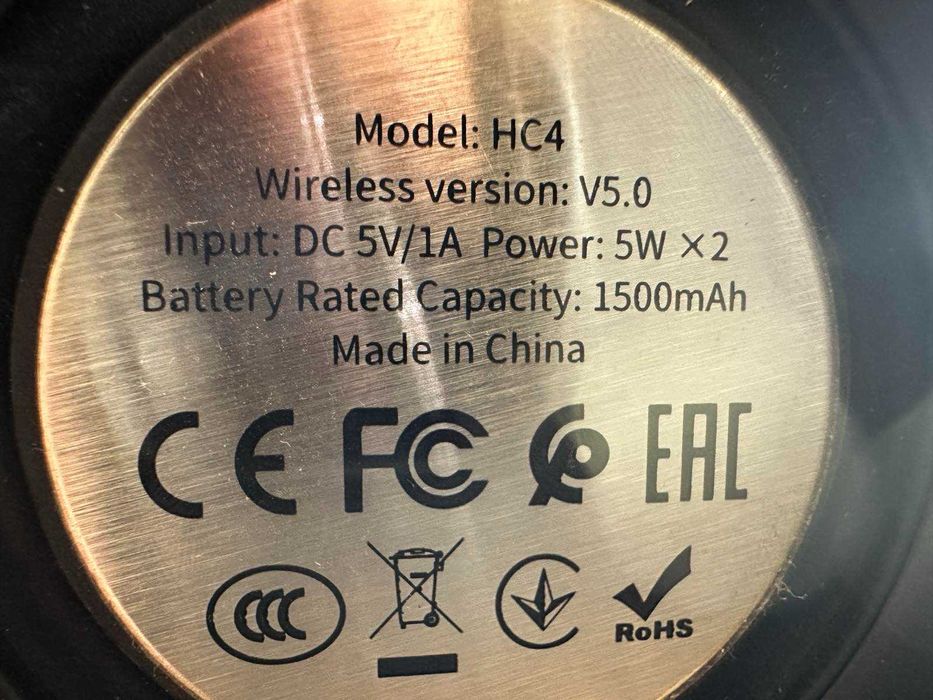 Model: HC4
Wireless version: V5.0
Input: DC 5V/1A Power: 5W ×2
Battery Rated Capacity: 1500mAh
Made in China
CE FC EAC
CCC
RoHS